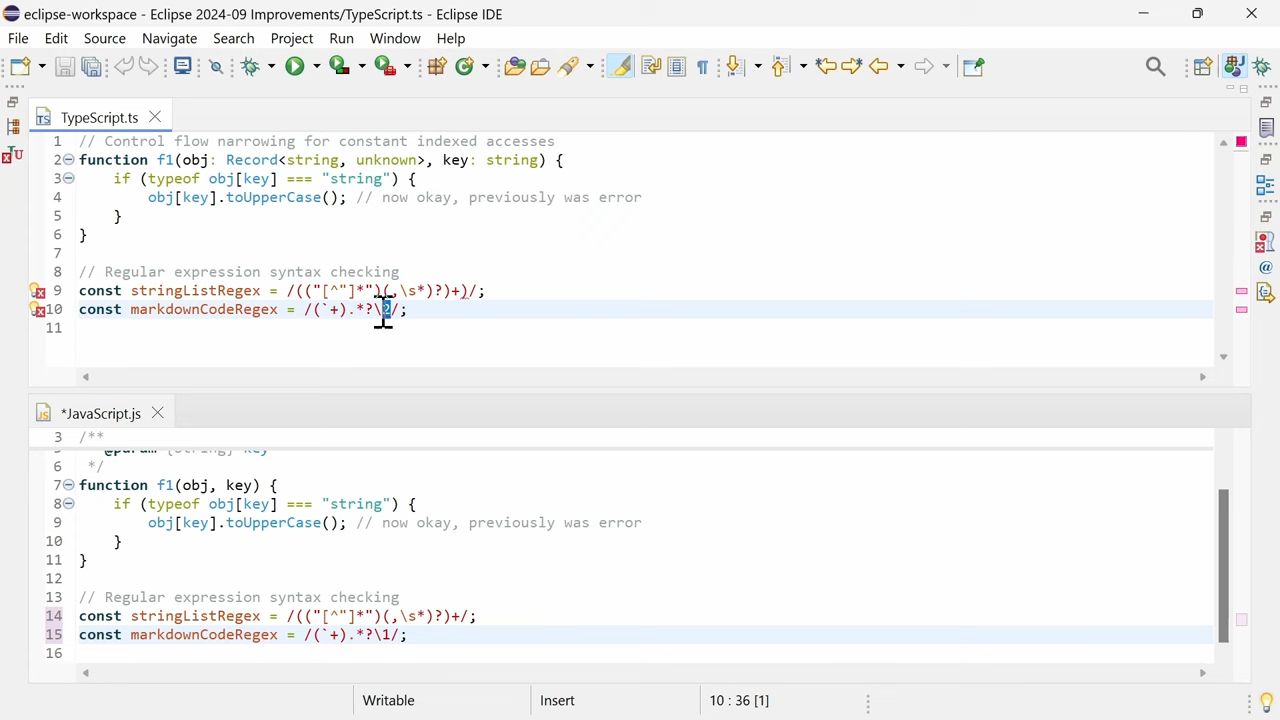 eclipse-workspace - Eclipse 2024-09 Improvements/TypeScript.ts - Eclipse IDE
File Edit Source Navigate Search Project Run Window Help
TS TypeScript.ts
1 // Control flow narrowing for constant indexed accesses
2 function f1(obj: Record<string, unknown>, key: string) {
3 if (typeof obj[key] === "string") {
4 obj[key].toUpperCase(); // now okay, previously was error
5 }
6 }
7
8 // Regular expression syntax checking
9 const stringListRegex = /(("[^"]*")(,\s*)?)+)/;
10 const markdownCodeRegex = /(`+).*?\2/;
11
JS *JavaScript.js
3 /**
6 */
7 function f1(obj, key) {
8 if (typeof obj[key] === "string") {
9 obj[key].toUpperCase(); // now okay, previously was error
10 }
11 }
12
13 // Regular expression syntax checking
14 const stringListRegex = /(("[^"]*")(,\s*)?)+/;
15 const markdownCodeRegex = /(`+).*?\1/;
16
Writable Insert 10 : 36 [1]